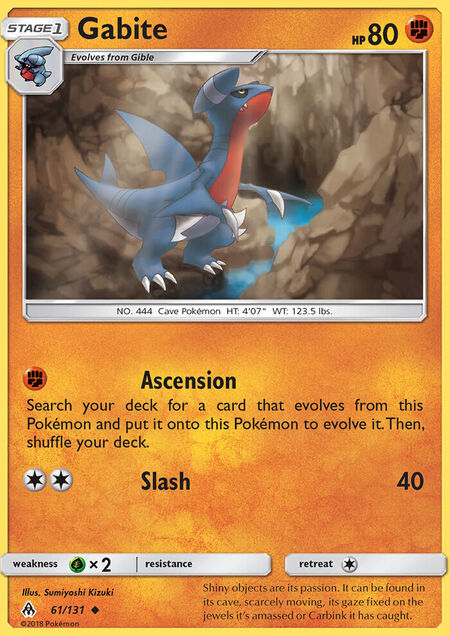 STAGE1 Gabite HP80
Evolves from Gible
NO. 444 Cave Pokémon HT: 4'07" WT: 123.5 lbs.
Ascension
Search your deck for a card that evolves from this
Pokémon and put it onto this Pokémon to evolve it. Then,
shuffle your deck.
Slash 40
weakness ×2 resistance retreat
Illus. Sumiyoshi Kizuki
61/131
©2018 Pokémon
Shiny objects are its passion. It can be found in
its cave, scarcely moving, its gaze fixed on the
jewels it's amassed or Carbink it has caught.